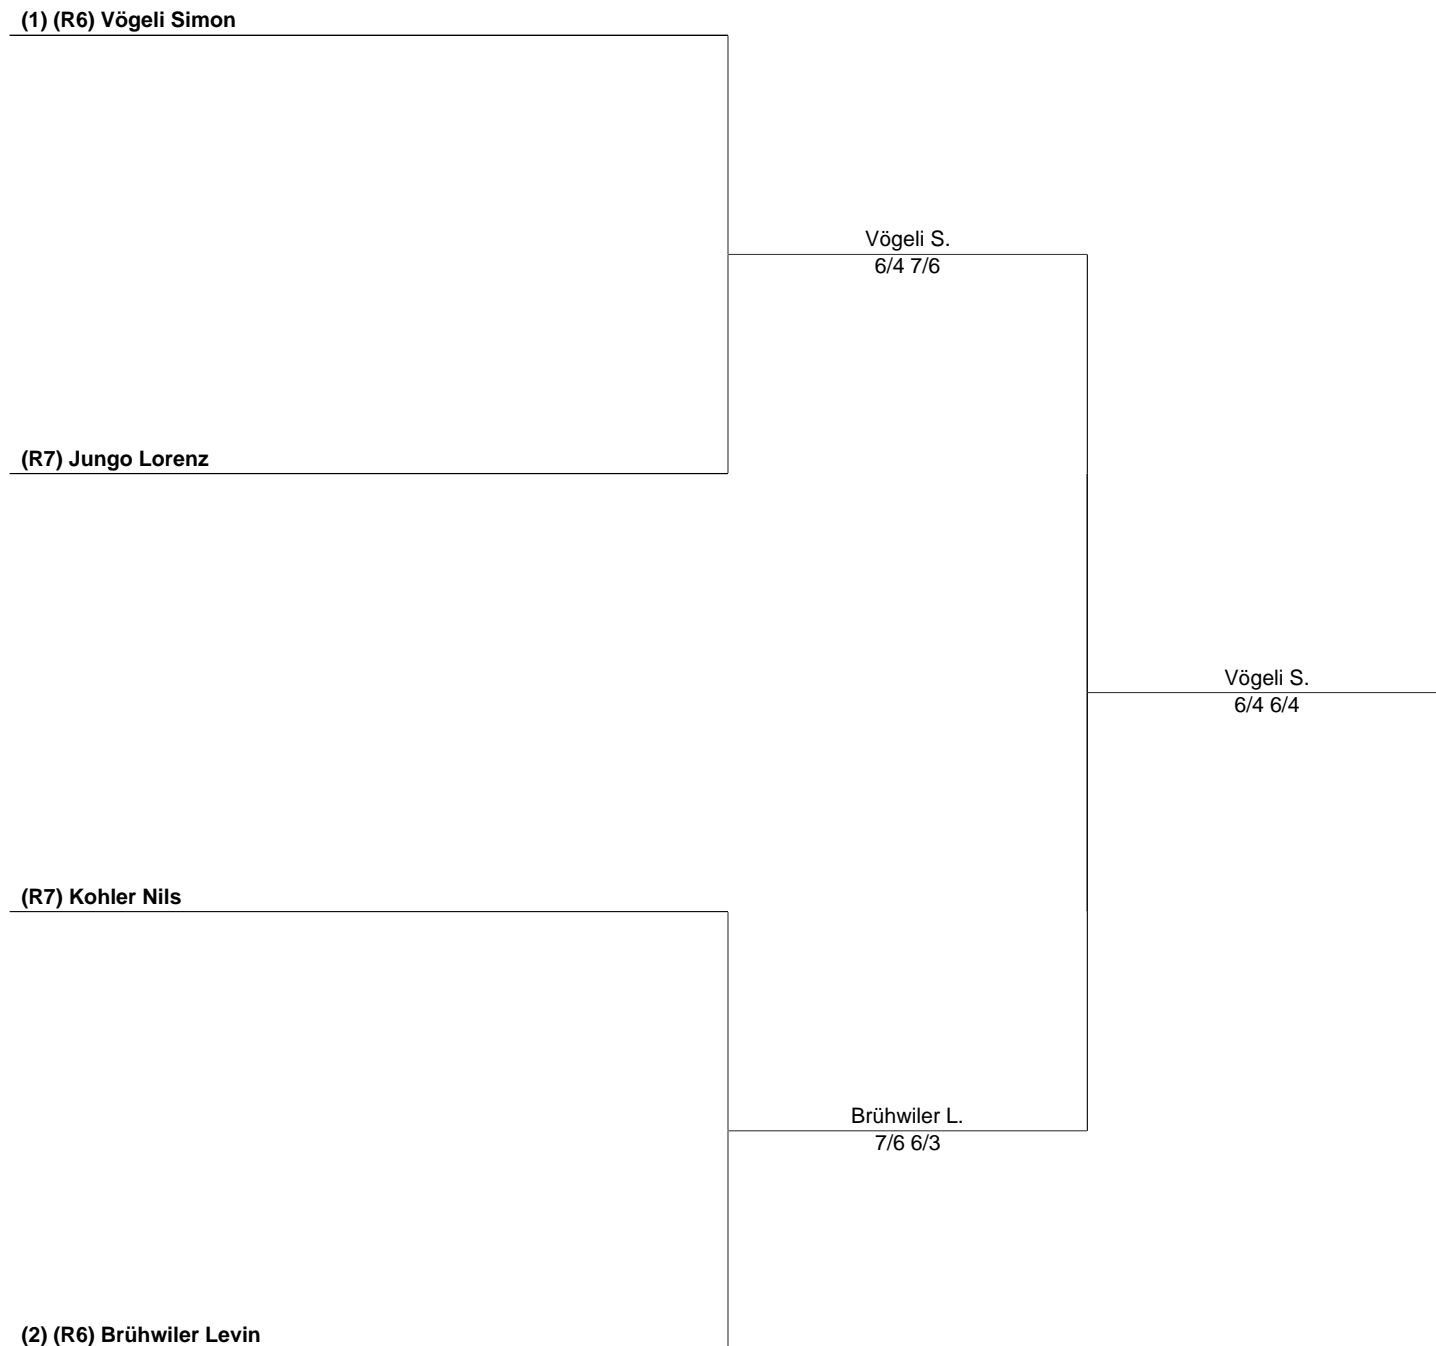 (1) (R6) Vögeli Simon
Vögeli S.
6/4 7/6
(R7) Jungo Lorenz
Vögeli S.
6/4 6/4
(R7) Kohler Nils
Brühwiler L.
7/6 6/3
(2) (R6) Brühwiler Levin